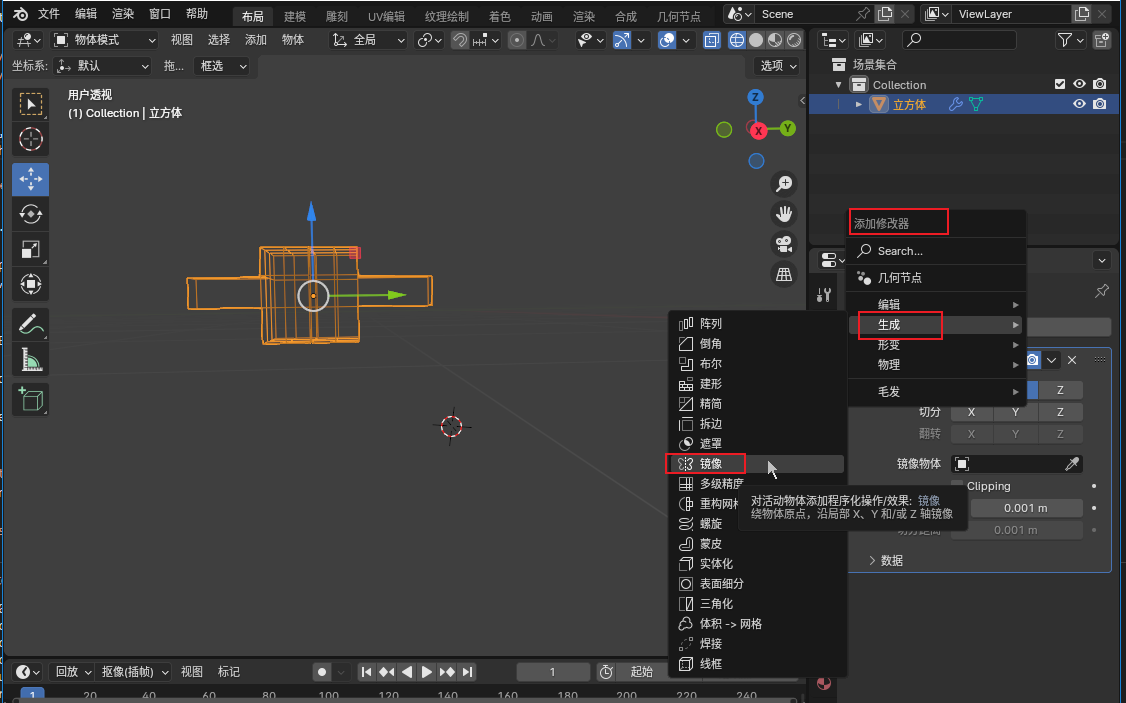 文件 编辑 渲染 窗口 帮助 布局 建模 雕刻 UV编辑 纹理绘制 着色 动画 渲染 合成 几何节点 Scene ViewLayer
物体模式 视图 选择 添加 物体 全局
坐标系: 默认 拖... 框选 选项
场景集合
Collection
立方体
用户透视
(1) Collection | 立方体
Z
X
Y
添加修改器
Search...
几何节点
编辑
生成
形变
物理
毛发
阵列
倒角
布尔
建形
精简
拆边
遮罩
镜像
多级精度
重构网格
螺旋
蒙皮
实体化
表面细分
三角化
体积 -> 网格
焊接
线框
对活动物体添加程序化操作/效果: 镜像
绕物体原点，沿局部 X、Y 和/或 Z 轴镜像
Z
切分 X Y Z
翻转 X Y Z
镜像物体
Clipping
0.001 m
0.001 m
数据
回放 抠像(插帧) 视图 标记 1 起始
1 20 40 60 80 100 120 140 160 180 200 220 240